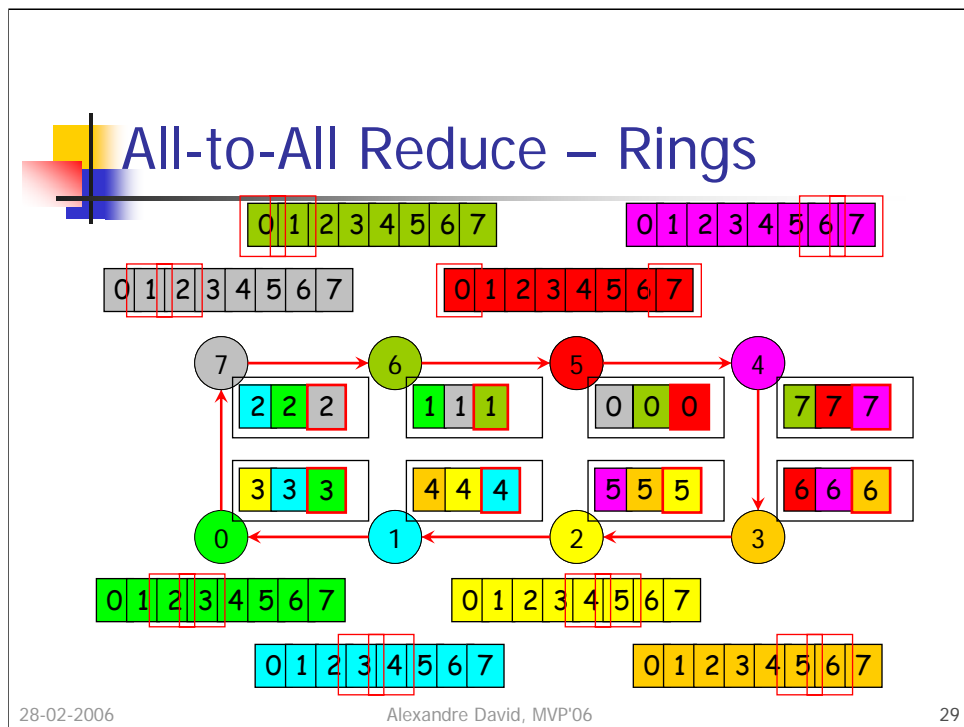 All-to-All Reduce – Rings
0 1 2 3 4 5 6 7
0 1 2 3 4 5 6 7
0 1 2 3 4 5 6 7
0 1 2 3 4 5 6 7
7 6 5 4
2 2 2
1 1 1
0 0 0
7 7 7
3 3 3
4 4 4
5 5 5
6 6 6
0 1 2 3
0 1 2 3 4 5 6 7
0 1 2 3 4 5 6 7
0 1 2 3 4 5 6 7
0 1 2 3 4 5 6 7
28-02-2006 Alexandre David, MVP'06 29